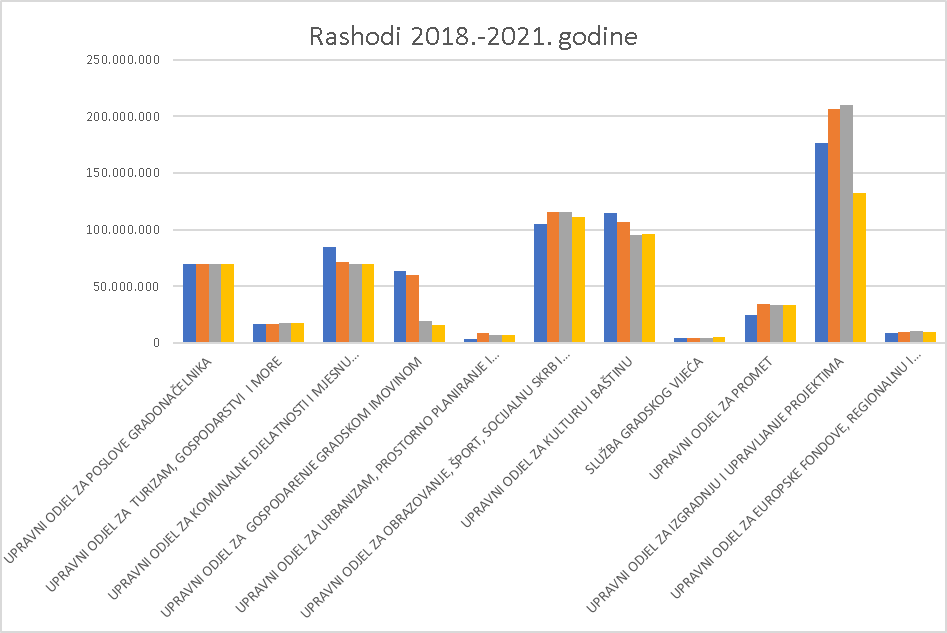 Rashodi 2018.-2021. godine
250.000.000
200.000.000
150.000.000
100.000.000
50.000.000
0
UPRAVNI ODJEL ZA POSLOVE GRADONAČELNIKA
UPRAVNI ODJEL ZA TURIZAM, GOSPODARSTVI I MORE
UPRAVNI ODJEL ZA KOMUNALNE DJELATNOSTI I MJESNU...
UPRAVNI ODJEL ZA GOSPODARENJE GRADSKOM IMOVINOM
UPRAVNI ODJEL ZA URBANIZAM, PROSTORNO PLANIRANJE I...
UPRAVNI ODJEL ZA OBRAZOVANJE, ŠPORT, SOCIJALNU SKRB I...
UPRAVNI ODJEL ZA KULTURU I BAŠTINU
SLUŽBA GRADSKOG VIJEĆA
UPRAVNI ODJEL ZA PROMET
UPRAVNI ODJEL ZA IZGRADNJU I UPRAVLJANJE PROJEKTIMA
UPRAVNI ODJEL ZA EUROPSKE FONDOVE, REGIONALNU I...